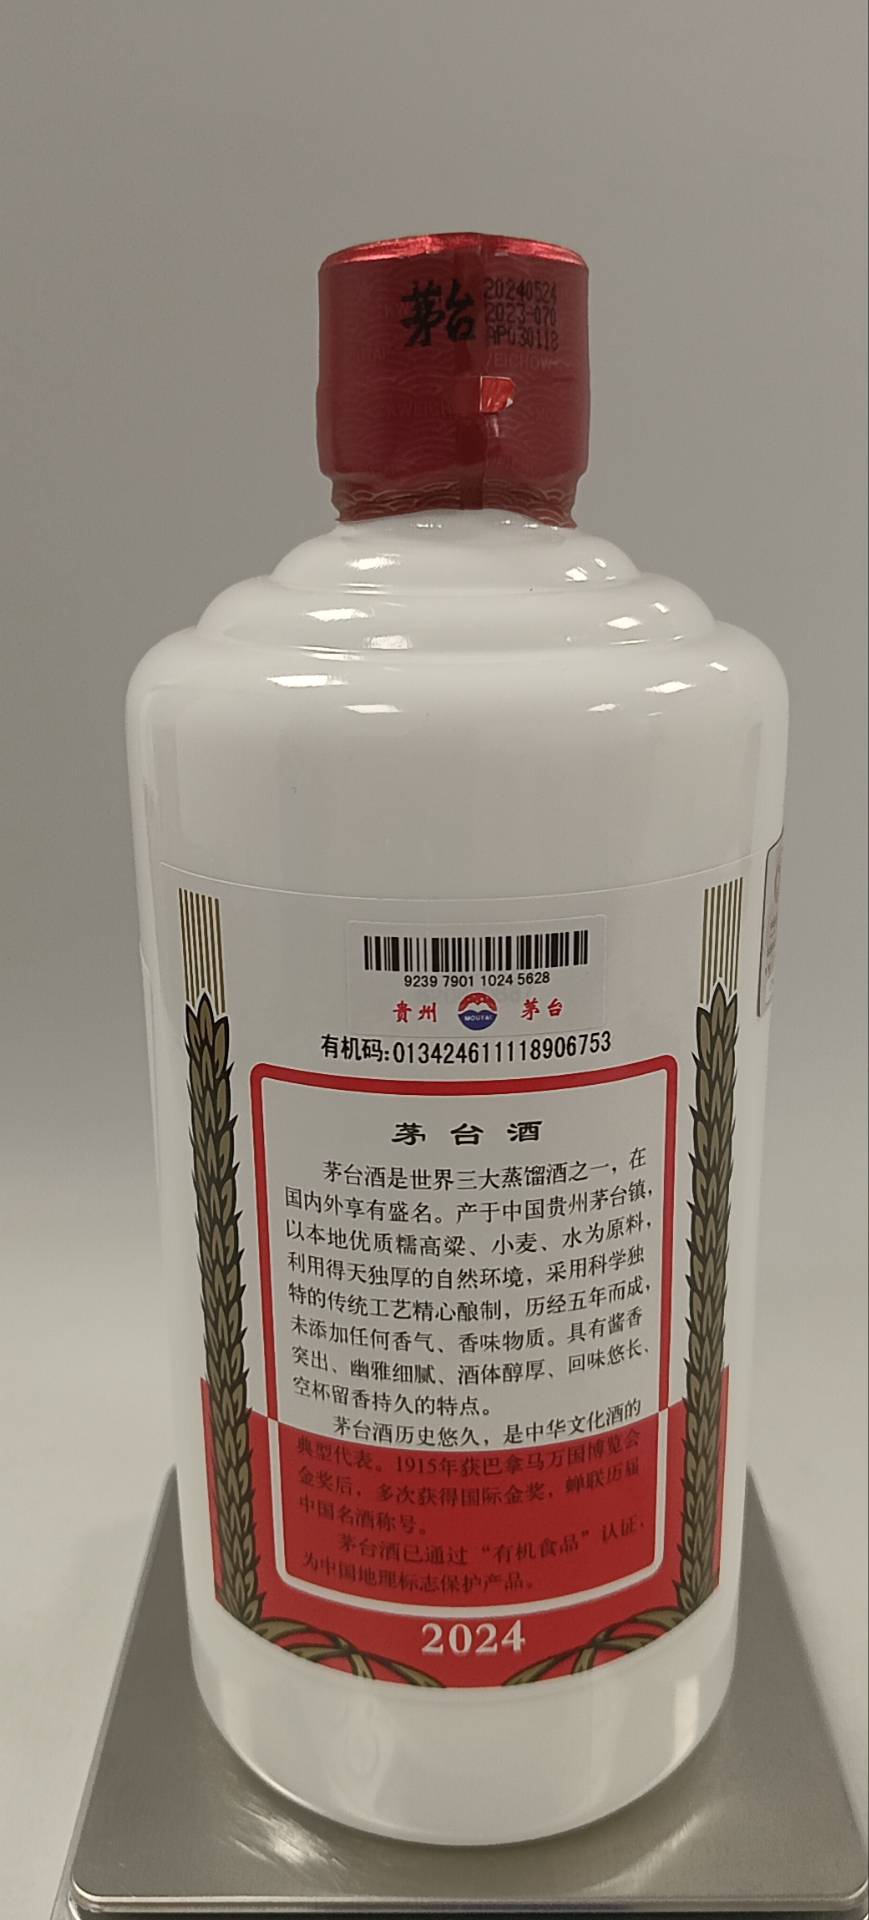 茅台
20240524
2023-070
AP030118
9239 7901 1024 5628
贵州 MOUTAI 茅台
有机码:013424611118906753
茅台酒
茅台酒是世界三大蒸馏酒之一，在
国内外享有盛名。产于中国贵州茅台镇，
以本地优质糯高粱、小麦、水为原料，
利用得天独厚的自然环境，采用科学独
特的传统工艺精心酿制，历经五年而成，
未添加任何香气、香味物质。具有酱香
突出、幽雅细腻、酒体醇厚、回味悠长、
空杯留香持久的特点。
茅台酒历史悠久，是中华文化酒的
典型代表。1915年获巴拿马万国博览会
金奖后，多次获得国际金奖，蝉联历届
中国名酒称号。
茅台酒已通过“有机食品”认证，
为中国地理标志保护产品。
2024